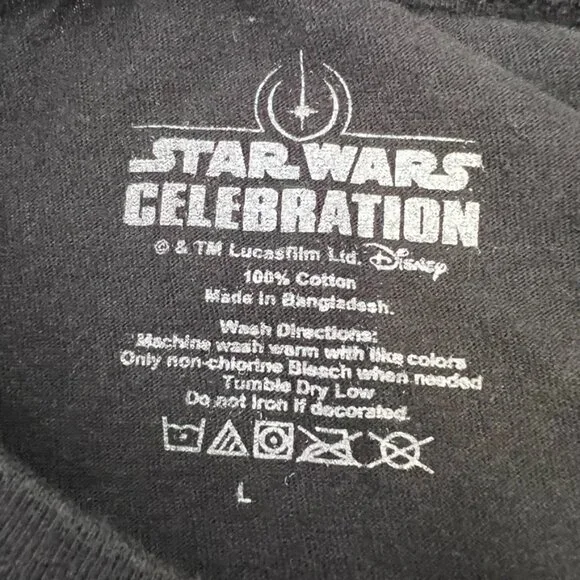 STAR WARS
CELEBRATION
© & TM Lucasfilm Ltd. Disney
100% Cotton
Made in Bangladesh.
Wash Directions:
Machine wash warm with like colors
Only non-chlorine Bleach when needed
Tumble Dry Low
Do not Iron if decorated.
L